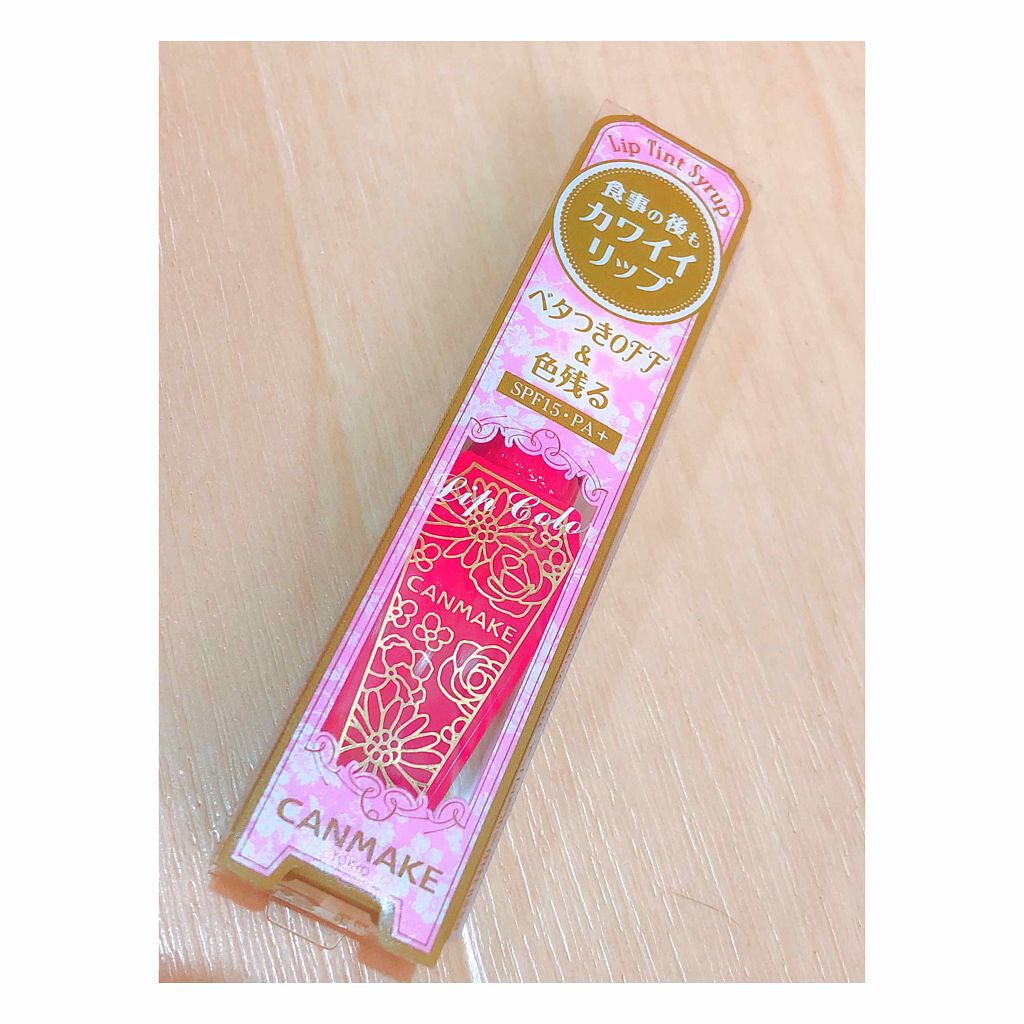 Lip Tint Syrup
食事の後も
カワイイ
リップ
ベタつきOFF
&
色残る
SPF15・PA+
Lip Color
CANMAKE
CANMAKE
TOKYO